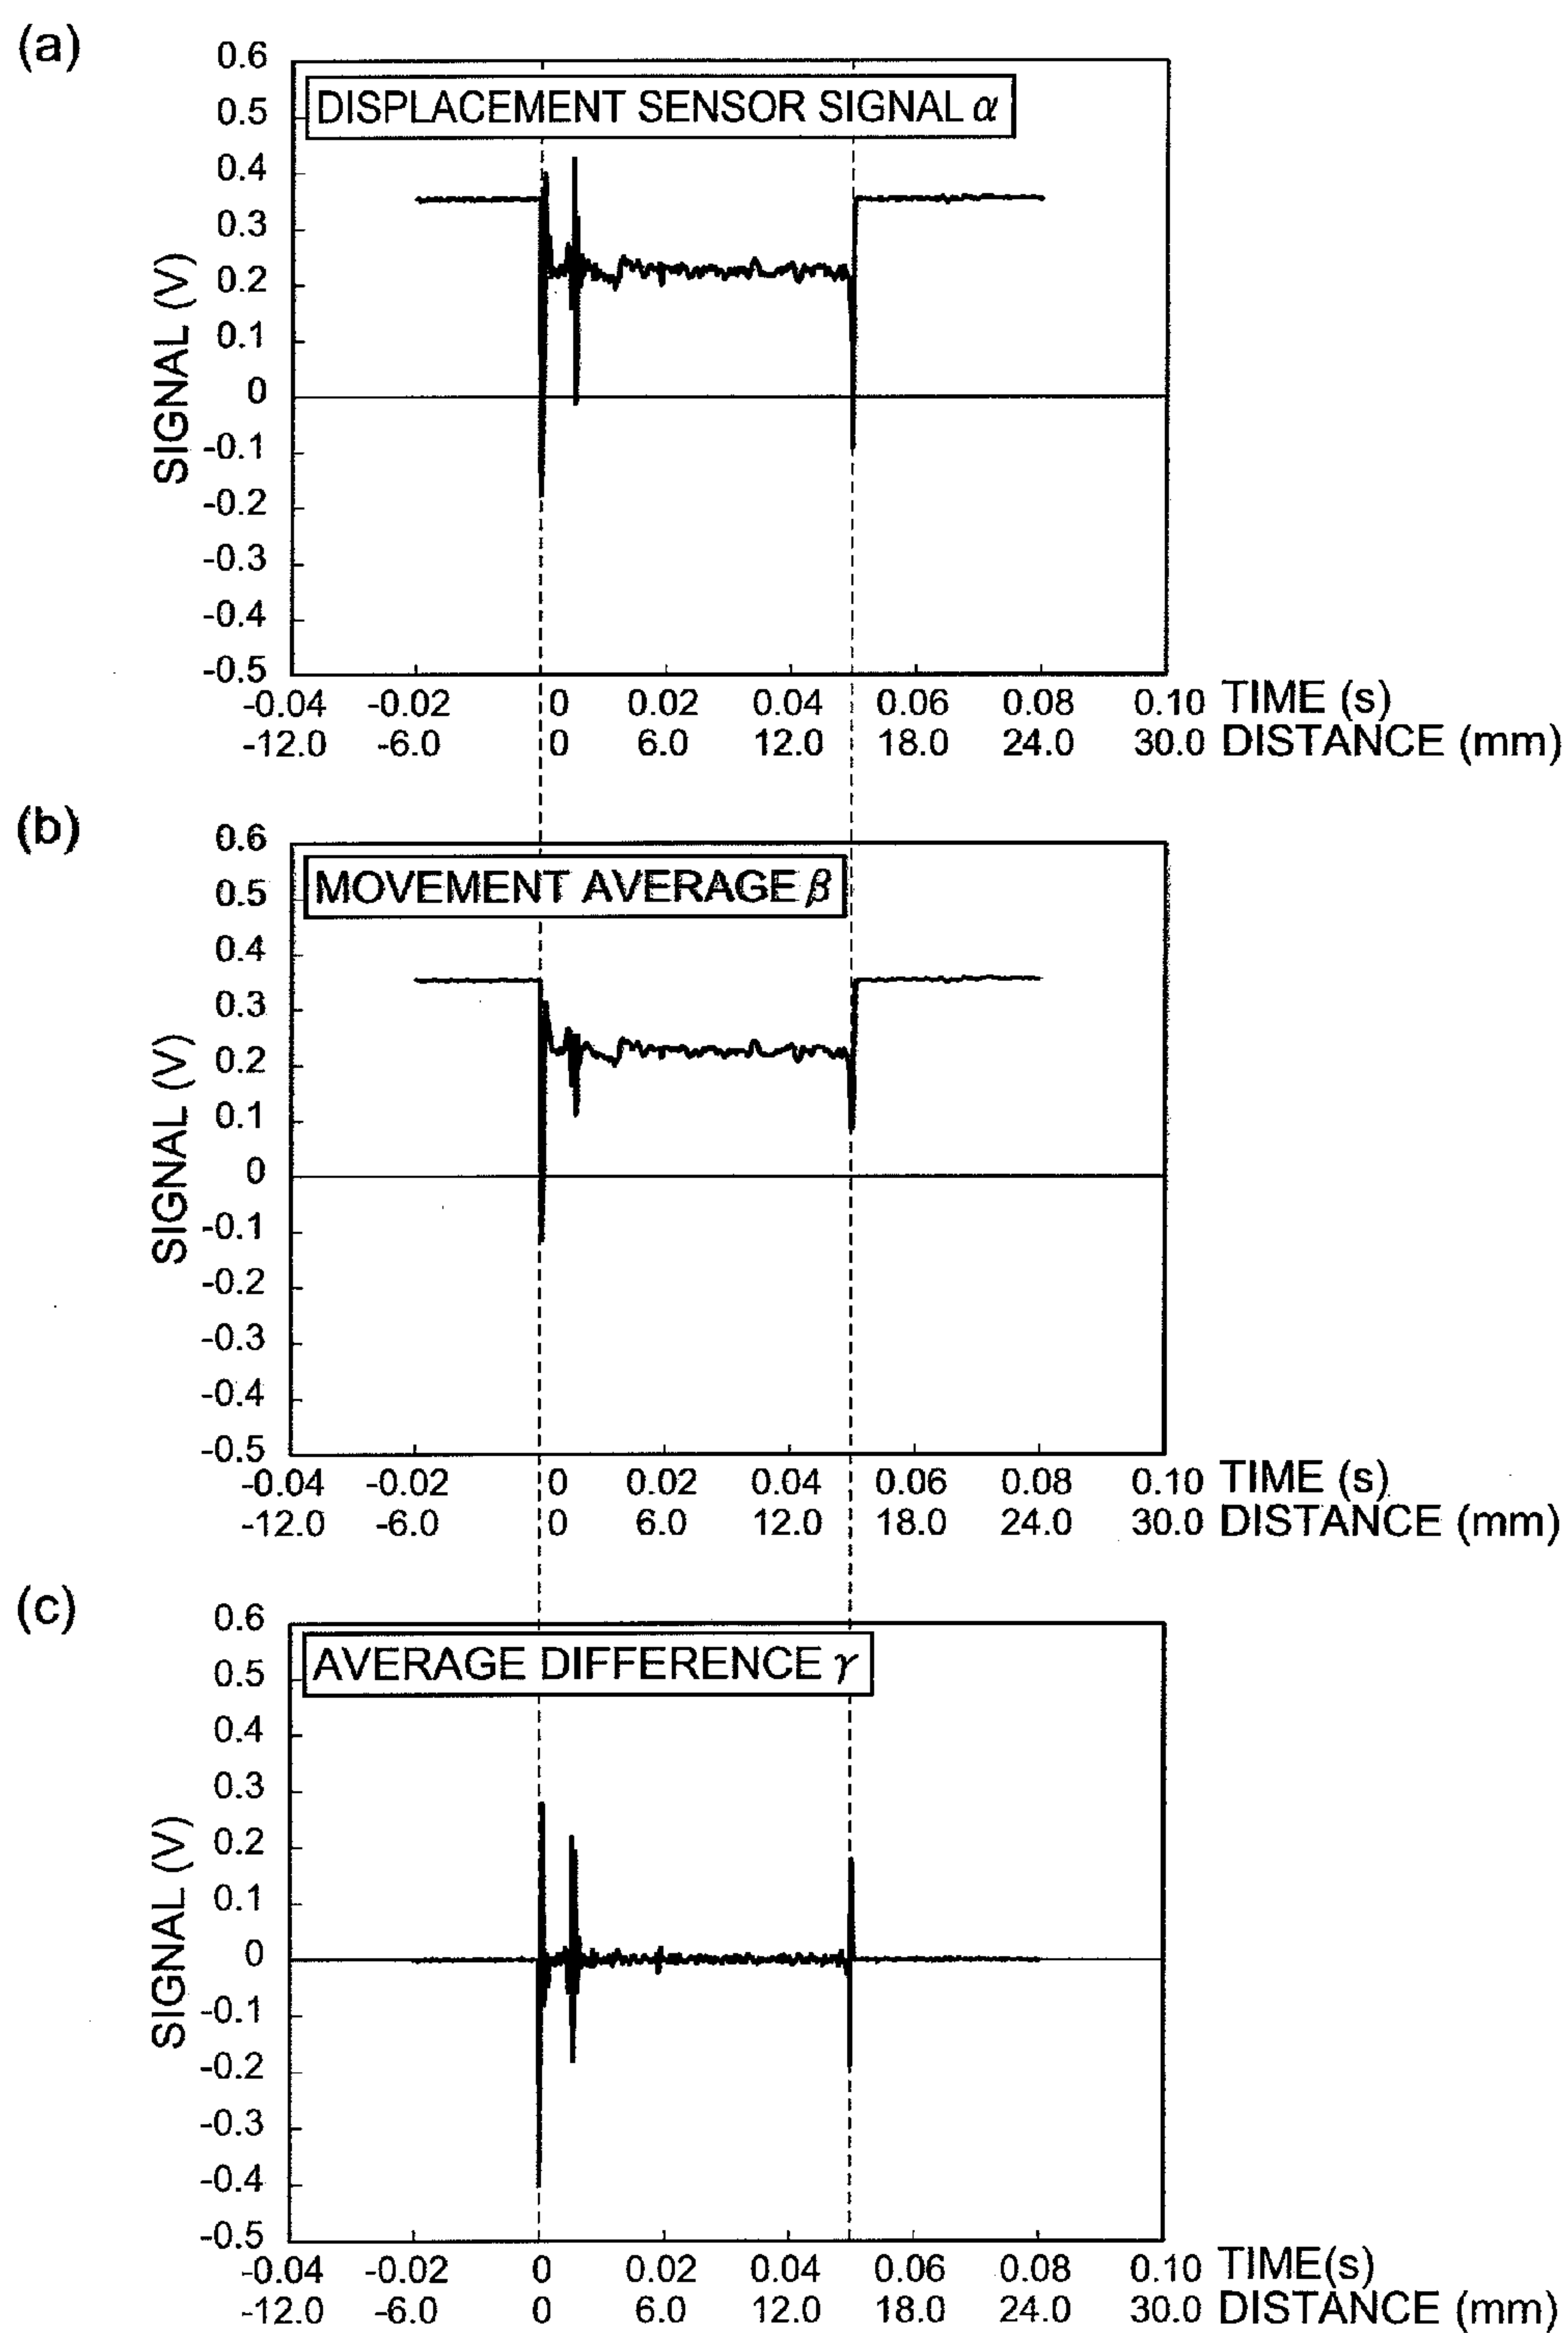 (a)
0.6
DISPLACEMENT SENSOR SIGNAL α
0.5
0.4
0.3
0.2
0.1
0
-0.1
-0.2
-0.3
-0.4
-0.5
SIGNAL (V)
-0.04 -0.02 0 0.02 0.04 0.06 0.08 0.10 TIME (s)
-12.0 -6.0 0 6.0 12.0 18.0 24.0 30.0 DISTANCE (mm)
(b)
0.6
MOVEMENT AVERAGE β
0.5
0.4
0.3
0.2
0.1
0
-0.1
-0.2
-0.3
-0.4
-0.5
SIGNAL (V)
-0.04 -0.02 0 0.02 0.04 0.06 0.08 0.10 TIME (s)
-12.0 -6.0 0 6.0 12.0 18.0 24.0 30.0 DISTANCE (mm)
(c)
0.6
AVERAGE DIFFERENCE γ
0.5
0.4
0.3
0.2
0.1
0
-0.1
-0.2
-0.3
-0.4
-0.5
SIGNAL (V)
-0.04 -0.02 0 0.02 0.04 0.06 0.08 0.10 TIME(s)
-12.0 -6.0 0 6.0 12.0 18.0 24.0 30.0 DISTANCE (mm)